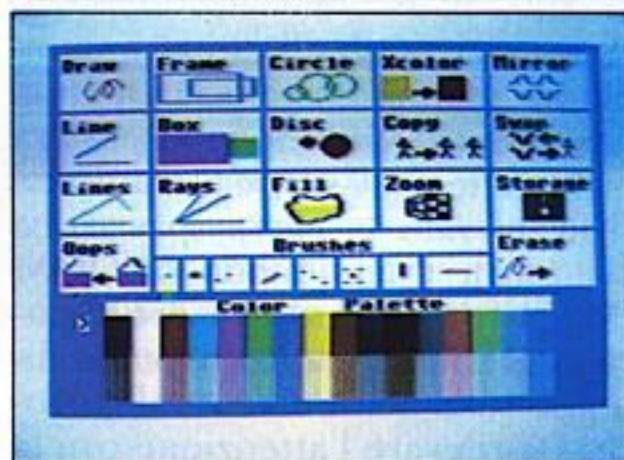 Draw Frame Circle Xcolor Mirror
Line Box Disc Copy Swap
Lines Rays Fill Zoom Storage
Oops Brushes Erase
Color Palette